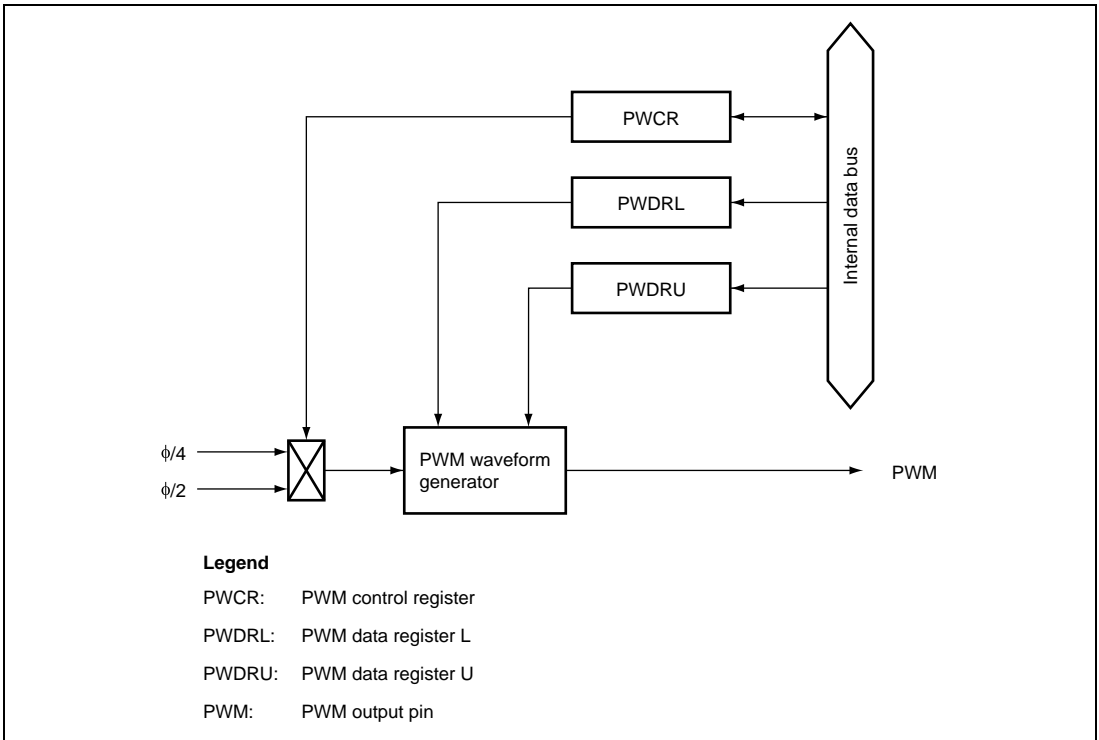 PWCR
PWDRL
PWDRU
Internal data bus
ϕ/4
ϕ/2
PWM waveform
generator
PWM
Legend
PWCR: PWM control register
PWDRL: PWM data register L
PWDRU: PWM data register U
PWM: PWM output pin